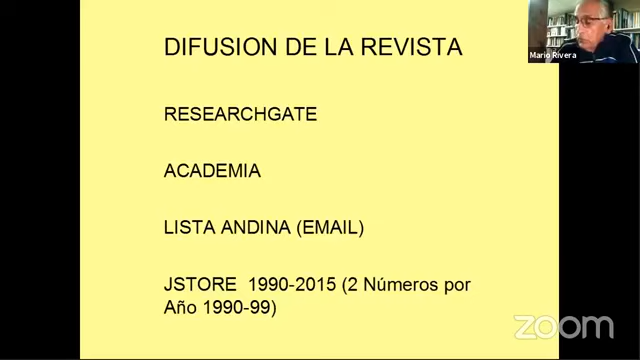 DIFUSION DE LA REVISTA
Mario Rivera
RESEARCHGATE
ACADEMIA
LISTA ANDINA (EMAIL)
JSTORE 1990-2015 (2 Números por
Año 1990-99)
zoom